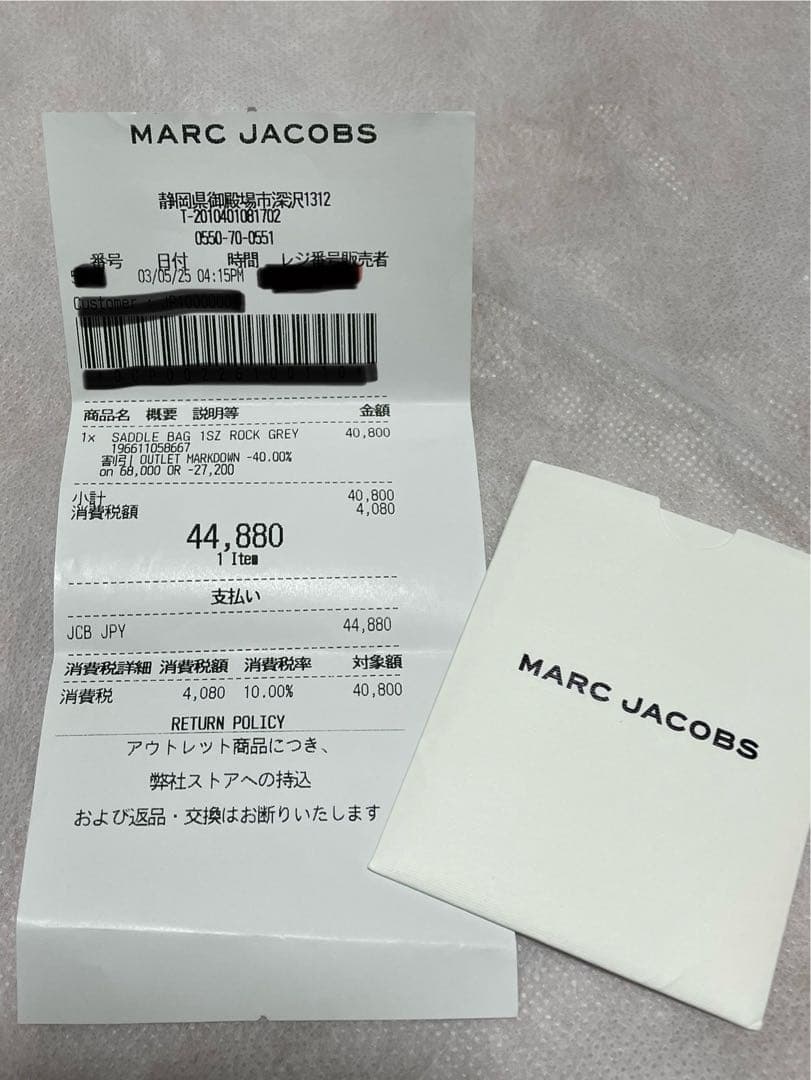 MARC JACOBS
静岡県御殿場市深沢1312
T-2010401081702
0550-70-0551
番号 日付 時間 レジ番号販売者
03/05/25 04:15PM
Customer :
商品名 概要 説明等 金額
1x SADDLE BAG 1SZ ROCK GREY 40,800
196611058667
割引 OUTLET MARKDOWN -40.00%
on 68,000 OR -27,200
小計 40,800
消費税額 4,080
44,880
1 Item
支払い
JCB JPY 44,880
消費税詳細 消費税額 消費税率 対象額
消費税 4,080 10.00% 40,800
RETURN POLICY
アウトレット商品につき、
弊社ストアへの持込
および返品・交換はお断りいたします
MARC JACOBS